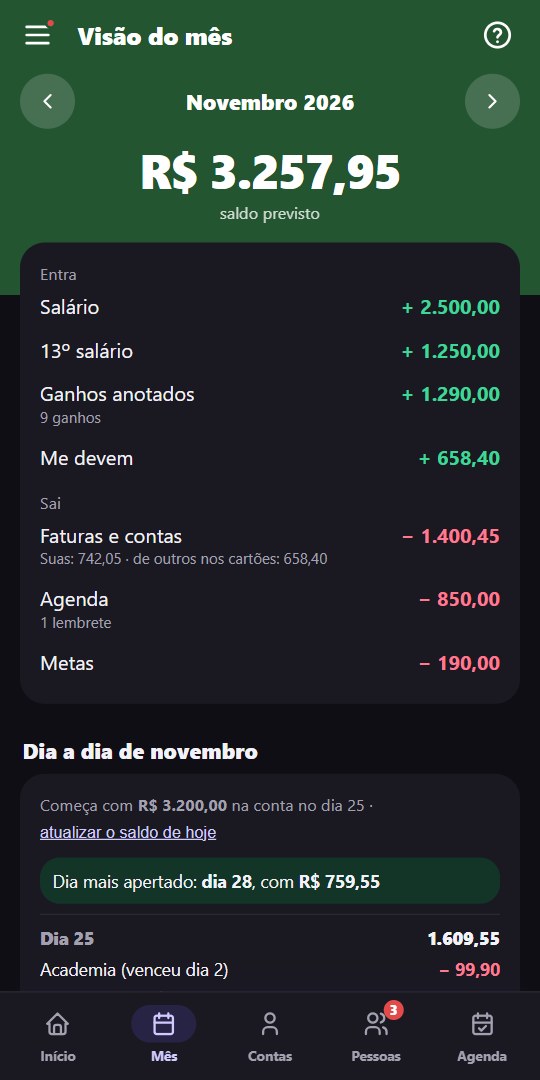 Visão do mês
Novembro 2026
R$ 3.257,95
saldo previsto
Entra
Salário + 2.500,00
13º salário + 1.250,00
Ganhos anotados + 1.290,00
9 ganhos
Me devem + 658,40
Sai
Faturas e contas − 1.400,45
Suas: 742,05 · de outros nos cartões: 658,40
Agenda − 850,00
1 lembrete
Metas − 190,00
Dia a dia de novembro
Começa com R$ 3.200,00 na conta no dia 25 ·
atualizar o saldo de hoje
Dia mais apertado: dia 28, com R$ 759,55
Dia 25 1.609,55
Academia (venceu dia 2) − 99,90
3
Início Mês Contas Pessoas Agenda